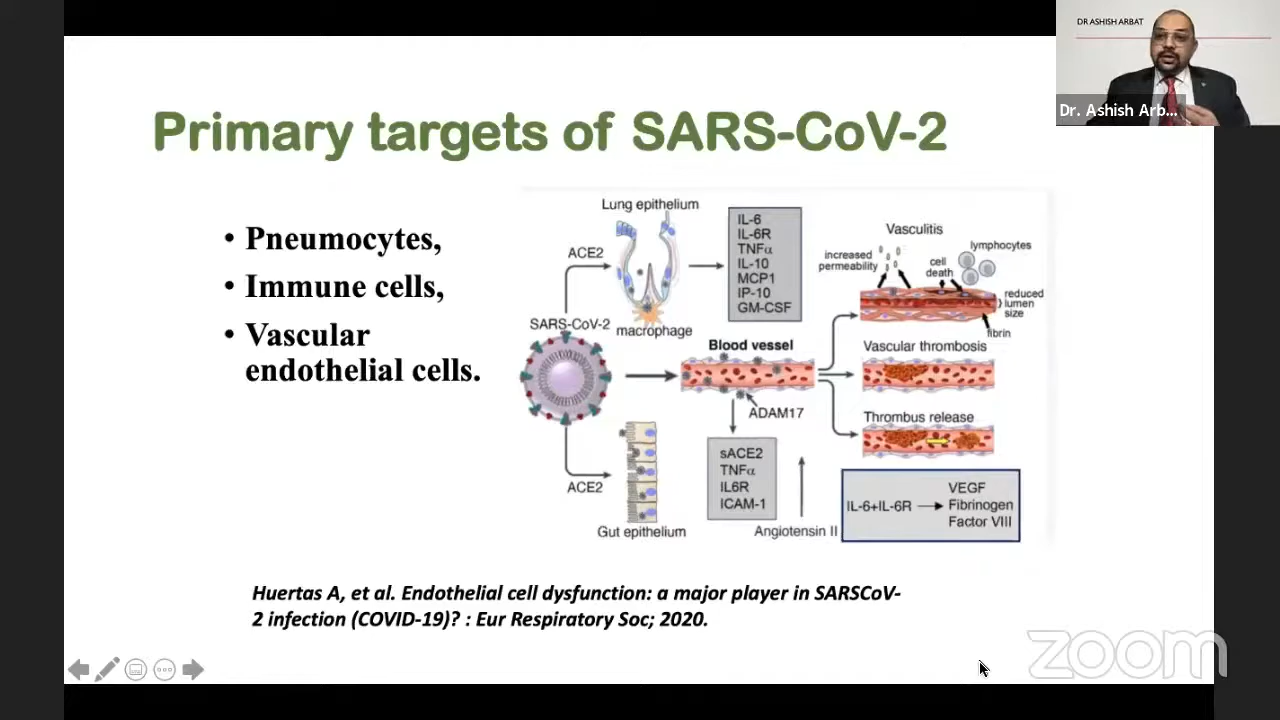 DR ASHISH ARBAT
Dr. Ashish Arb...
Primary targets of SARS-CoV-2
• Pneumocytes,
• Immune cells,
• Vascular
endothelial cells.
Lung epithelium
ACE2
SARS-CoV-2
macrophage
IL-6
IL-6R
TNFα
IL-10
MCP1
IP-10
GM-CSF
Vasculitis
increased
permeability
cell
death
lymphocytes
reduced
lumen
size
fibrin
Blood vessel
Vascular thrombosis
ADAM17
Thrombus release
ACE2
Gut epithelium
sACE2
TNFα
IL6R
ICAM-1
Angiotensin II
IL-6+IL-6R
VEGF
Fibrinogen
Factor VIII
Huertas A, et al. Endothelial cell dysfunction: a major player in SARSCoV-
2 infection (COVID-19)? : Eur Respiratory Soc; 2020.
zoom